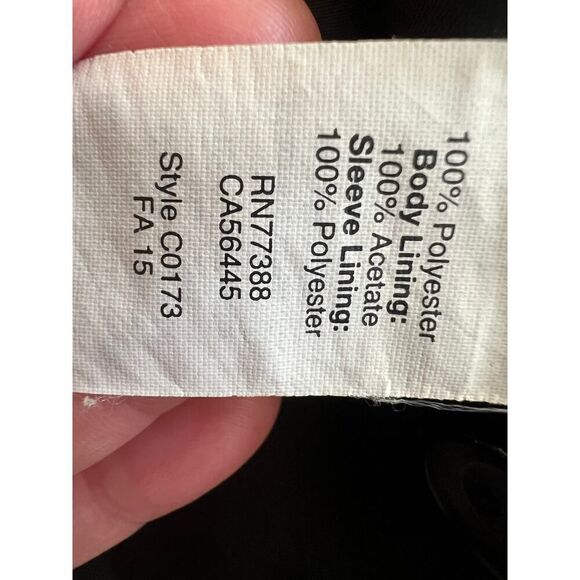 100% Polyester
Body Lining:
100% Acetate
Sleeve Lining:
100% Polyester
RN77388
CA56445
Style C0173
FA 15